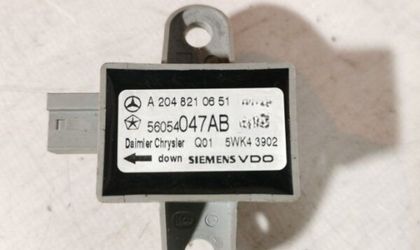 A 204 821 06 51
56054047AB
Daimler Chrysler Q01 5WK4 3902
down SIEMENS VDO